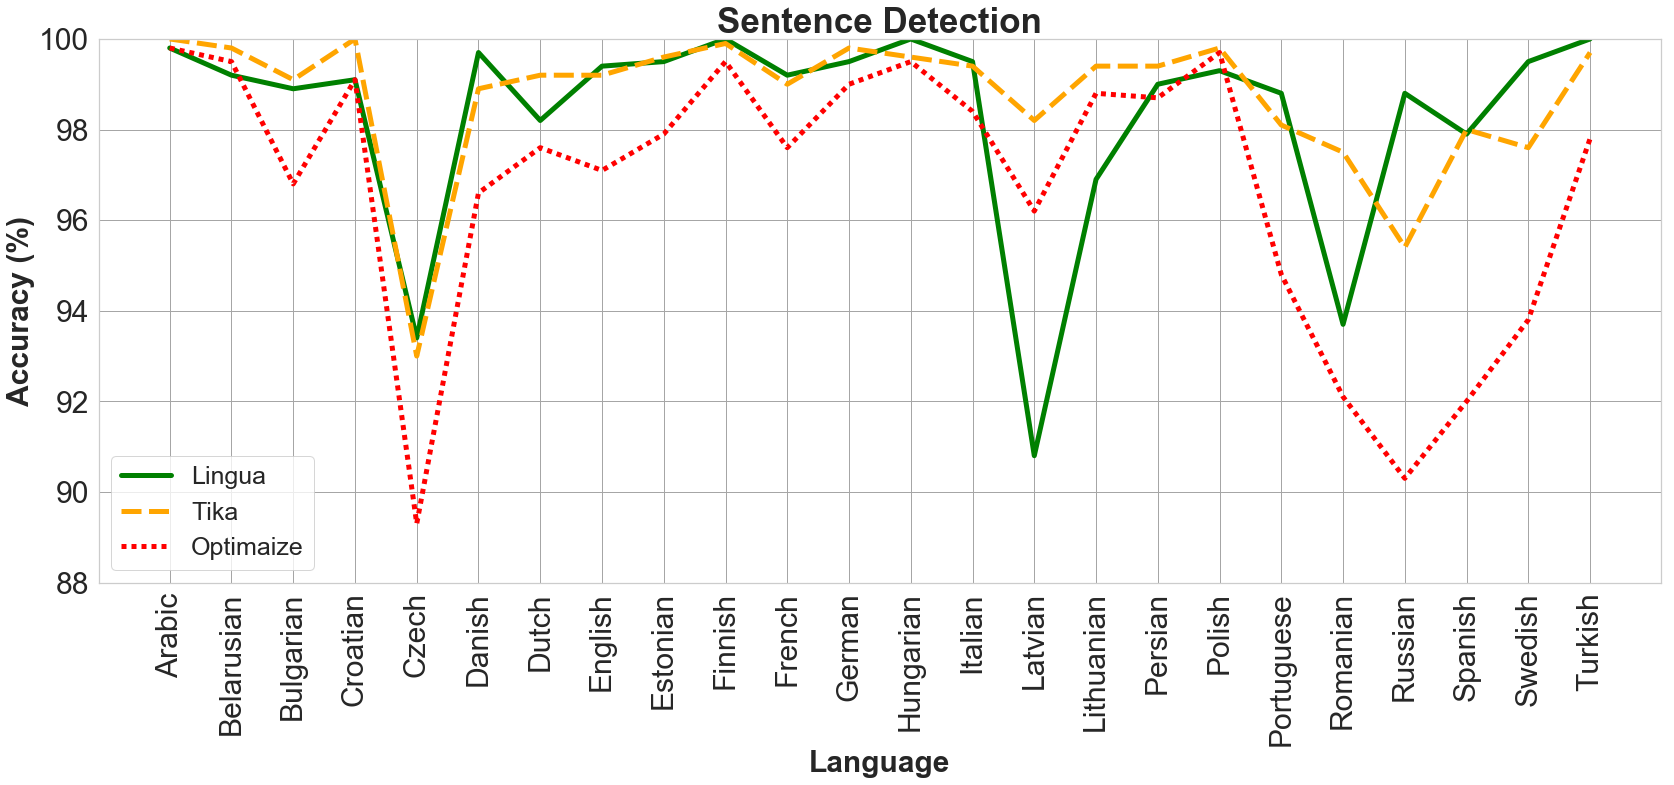 Sentence Detection
Accuracy (%)
100
98
96
94
92
90
88
Lingua
Tika
Optimaize
Arabic
Belarusian
Bulgarian
Croatian
Czech
Danish
Dutch
English
Estonian
Finnish
French
German
Hungarian
Italian
Latvian
Lithuanian
Persian
Polish
Portuguese
Romanian
Russian
Spanish
Swedish
Turkish
Language